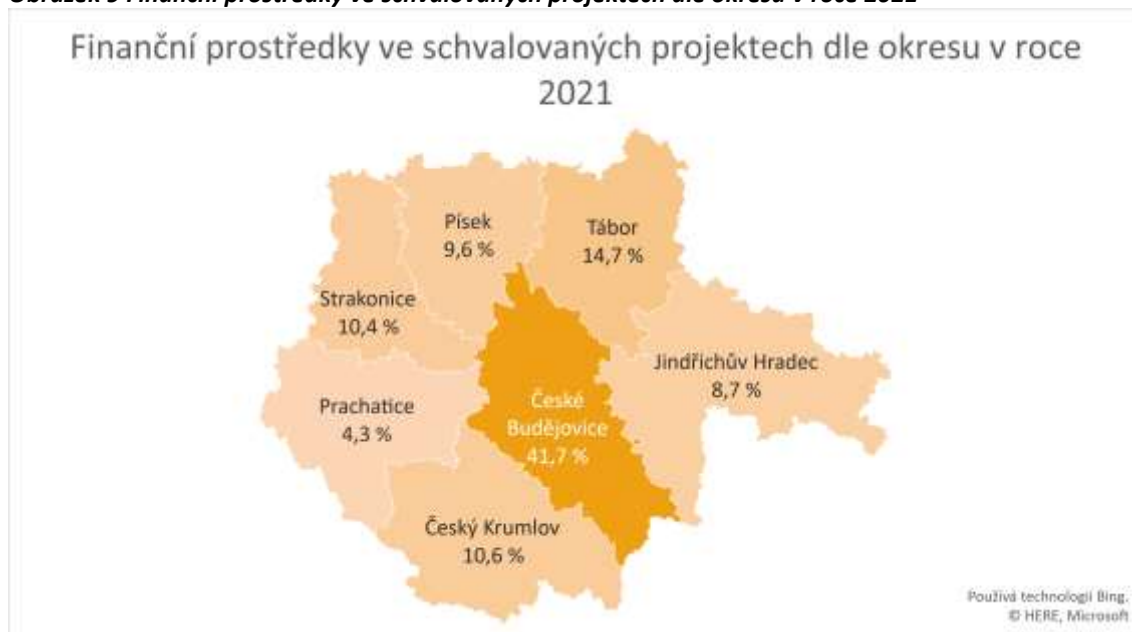 Finanční prostředky ve schvalovaných projektech dle okresu v roce
2021
Písek
9,6 %
Tábor
14,7 %
Strakonice
10,4 %
Jindřichův Hradec
8,7 %
Prachatice
4,3 %
České
Budějovice
41,7 %
Český Krumlov
10,6 %
Používá technologii Bing.
© HERE, Microsoft